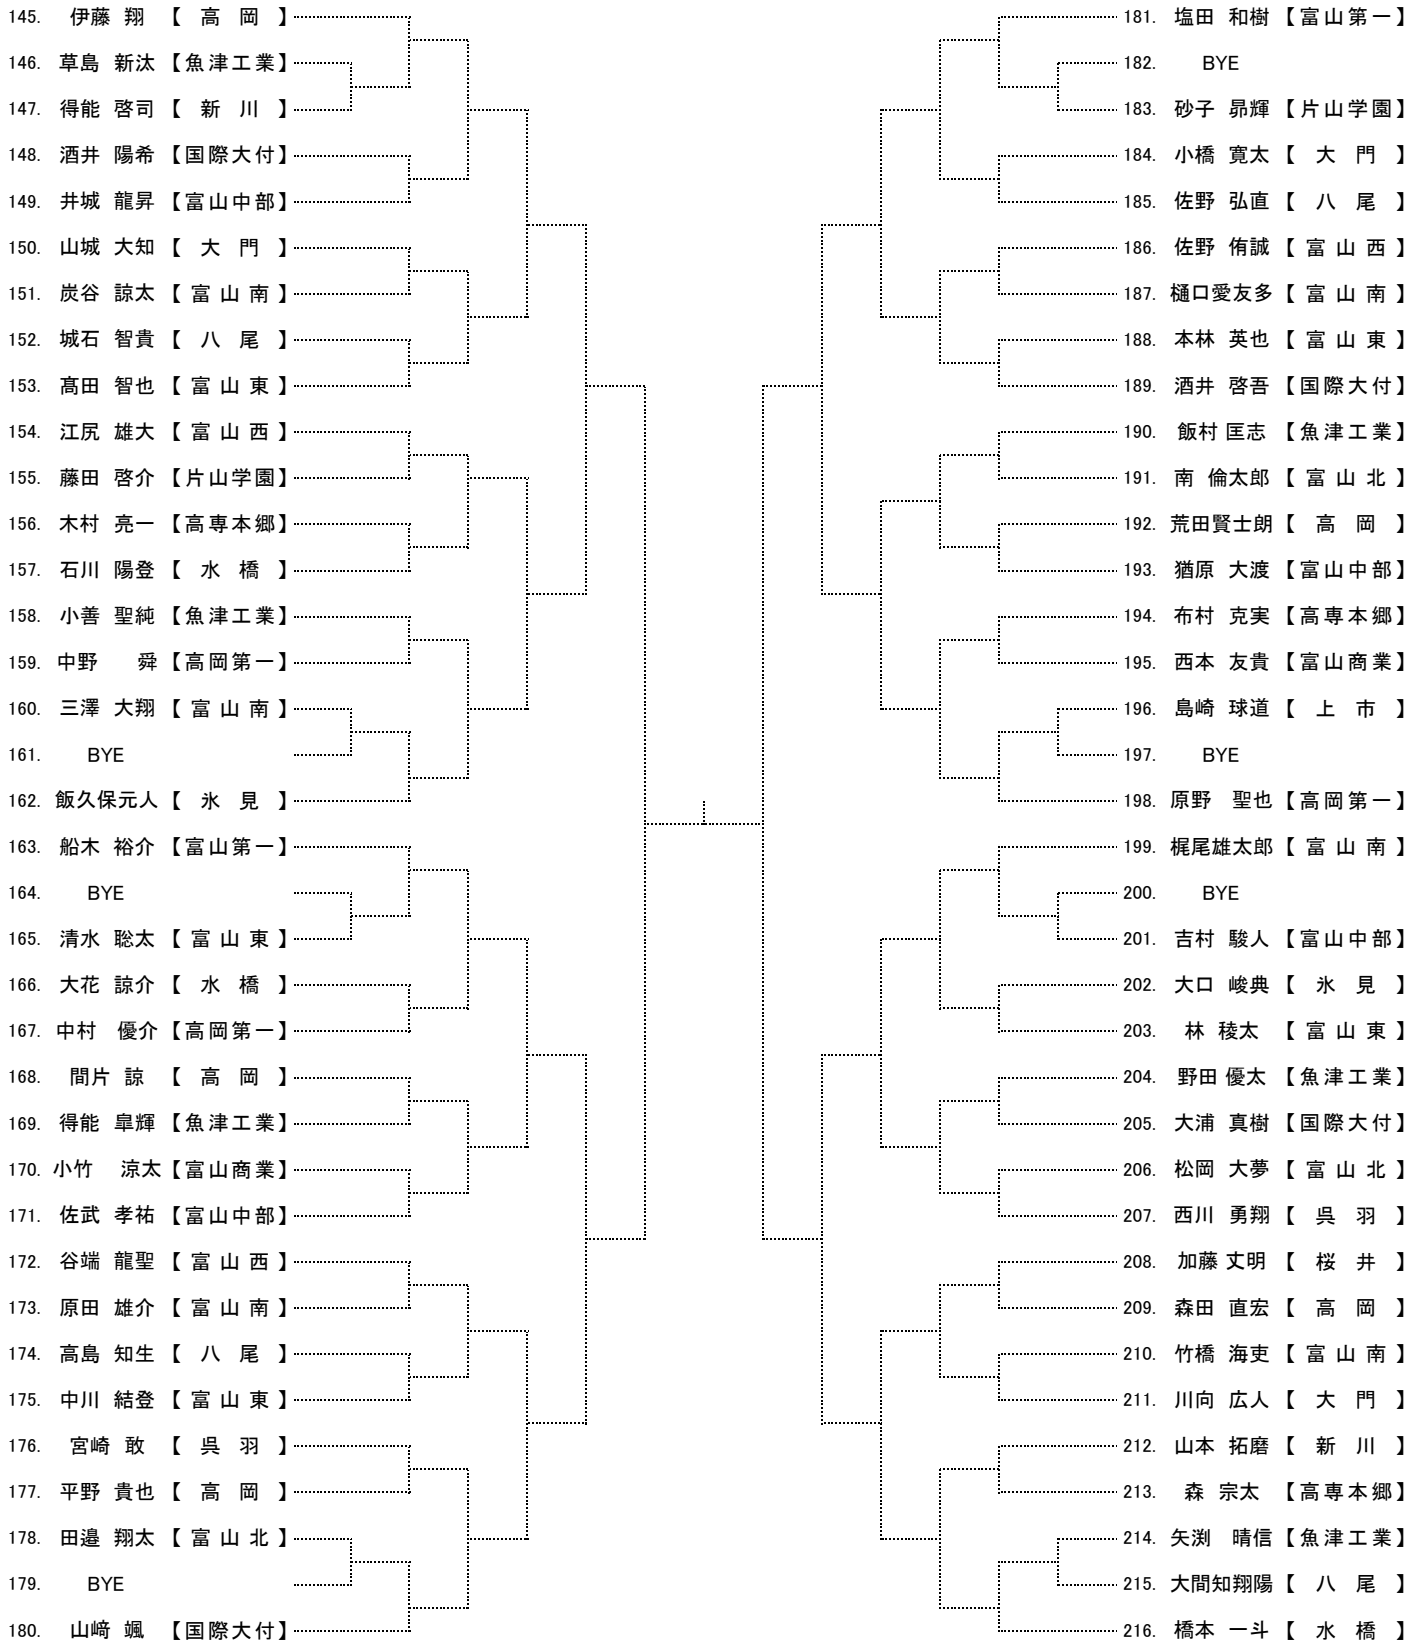 145. 伊藤 翔 【 高 岡 】
146. 草島 新汰 【魚津工業】
147. 得能 啓司 【 新 川 】
148. 酒井 陽希 【国際大付】
149. 井城 龍昇 【富山中部】
150. 山城 大知 【 大 門 】
151. 炭谷 諒太 【 富 山 南 】
152. 城石 智貴 【 八 尾 】
153. 髙田 智也 【 富 山 東 】
154. 江尻 雄大 【 富 山 西 】
155. 藤田 啓介 【片山学園】
156. 木村 亮一 【高専本郷】
157. 石川 陽登 【 水 橋 】
158. 小善 聖純 【魚津工業】
159. 中野 舜 【高岡第一】
160. 三澤 大翔 【 富 山 南 】
161. BYE
162. 飯久保元人 【 氷 見 】
163. 船木 裕介 【富山第一】
164. BYE
165. 清水 聡太 【 富 山 東 】
166. 大花 諒介 【 水 橋 】
167. 中村 優介 【高岡第一】
168. 間片 諒 【 高 岡 】
169. 得能 皐輝 【魚津工業】
170. 小竹 涼太 【富山商業】
171. 佐武 孝祐 【富山中部】
172. 谷端 龍聖 【 富 山 西 】
173. 原田 雄介 【 富 山 南 】
174. 高島 知生 【 八 尾 】
175. 中川 結登 【 富 山 東 】
176. 宮崎 敢 【 呉 羽 】
177. 平野 貴也 【 高 岡 】
178. 田邉 翔太 【 富 山 北 】
179. BYE
180. 山﨑 颯 【国際大付】
181. 塩田 和樹 【富山第一】
182. BYE
183. 砂子 昴輝 【片山学園】
184. 小橋 寛太 【 大 門 】
185. 佐野 弘直 【 八 尾 】
186. 佐野 侑誠 【 富 山 西 】
187. 樋口愛友多 【 富 山 南 】
188. 本林 英也 【 富 山 東 】
189. 酒井 啓吾 【国際大付】
190. 飯村 匡志 【魚津工業】
191. 南 倫太郎 【 富 山 北 】
192. 荒田賢士朗 【 高 岡 】
193. 猶原 大渡 【富山中部】
194. 布村 克実 【高専本郷】
195. 西本 友貴 【富山商業】
196. 島崎 球道 【 上 市 】
197. BYE
198. 原野 聖也 【高岡第一】
199. 梶尾雄太郎 【 富 山 南 】
200. BYE
201. 吉村 駿人 【富山中部】
202. 大口 峻典 【 氷 見 】
203. 林 稜太 【 富 山 東 】
204. 野田 優太 【魚津工業】
205. 大浦 真樹 【国際大付】
206. 松岡 大夢 【 富 山 北 】
207. 西川 勇翔 【 呉 羽 】
208. 加藤 丈明 【 桜 井 】
209. 森田 直宏 【 高 岡 】
210. 竹橋 海吏 【 富 山 南 】
211. 川向 広人 【 大 門 】
212. 山本 拓磨 【 新 川 】
213. 森 宗太 【高専本郷】
214. 矢渕 晴信 【魚津工業】
215. 大間知翔陽 【 八 尾 】
216. 橋本 一斗 【 水 橋 】